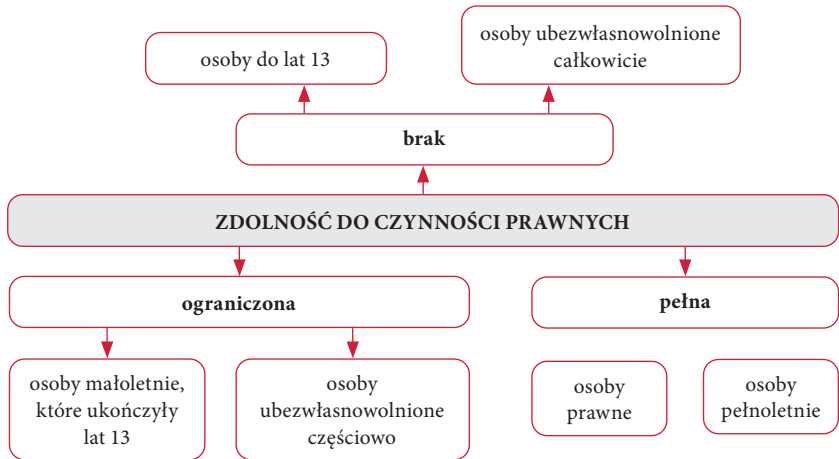 osoby do lat 13
osoby ubezwłasnowolnione
całkowicie
brak
ZDOLNOŚĆ DO CZYNNOŚCI PRAWNYCH
ograniczona
pełna
osoby małoletnie,
które ukończyły
lat 13
osoby
ubezwłasnowolnione
częściowo
osoby
prawne
osoby
pełnoletnie